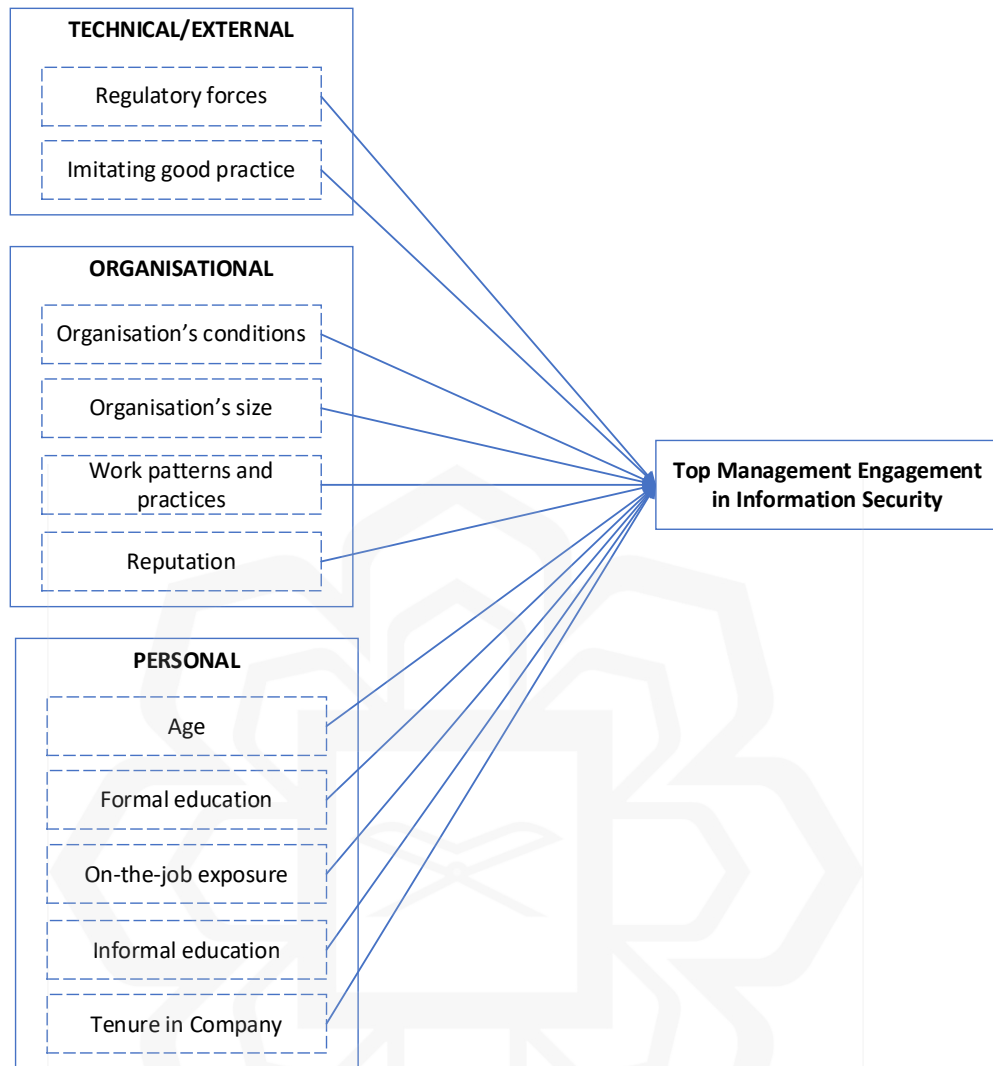 TECHNICAL/EXTERNAL
Regulatory forces
Imitating good practice
ORGANISATIONAL
Organisation’s conditions
Organisation’s size
Work patterns and
practices
Reputation
Top Management Engagement
in Information Security
PERSONAL
Age
Formal education
On-the-job exposure
Informal education
Tenure in Company